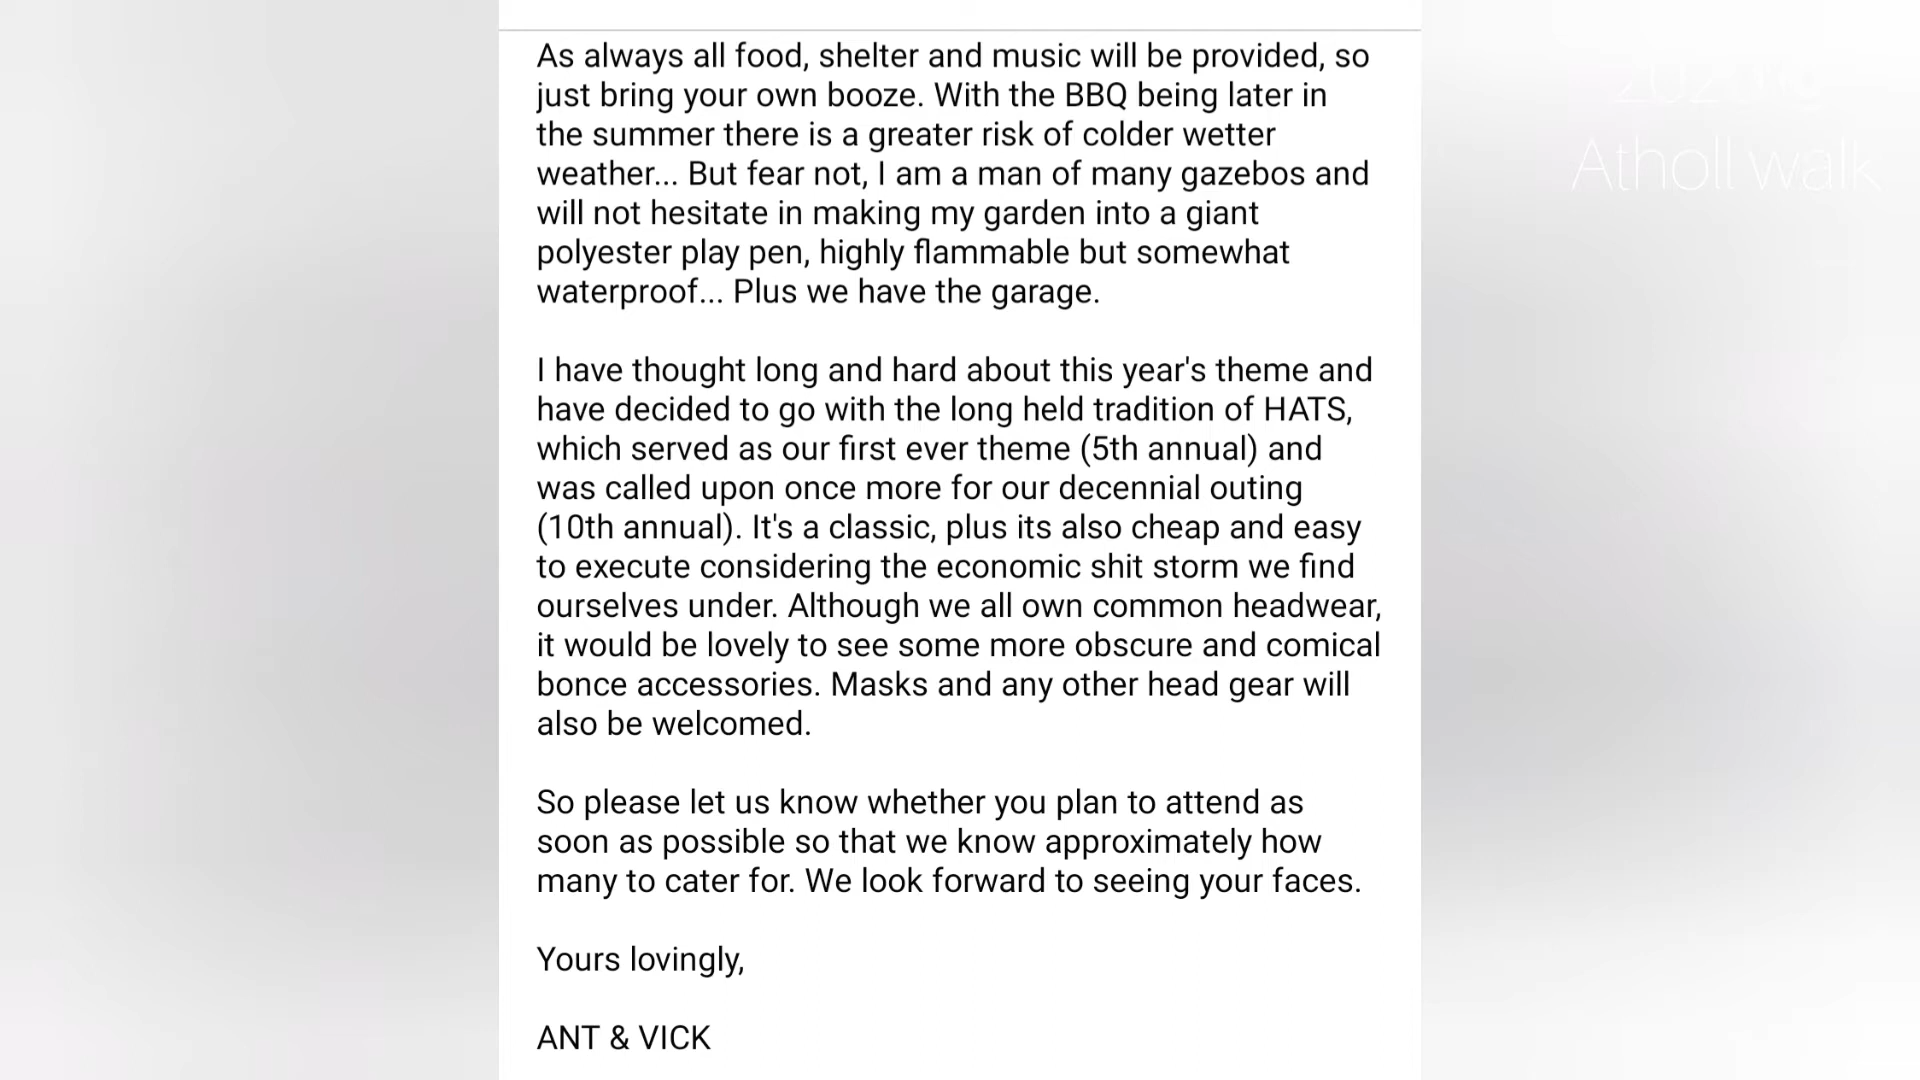 As always all food, shelter and music will be provided, so
just bring your own booze. With the BBQ being later in
the summer there is a greater risk of colder wetter
weather... But fear not, I am a man of many gazebos and
will not hesitate in making my garden into a giant
polyester play pen, highly flammable but somewhat
waterproof... Plus we have the garage.
I have thought long and hard about this year's theme and
have decided to go with the long held tradition of HATS,
which served as our first ever theme (5th annual) and
was called upon once more for our decennial outing
(10th annual). It's a classic, plus its also cheap and easy
to execute considering the economic shit storm we find
ourselves under. Although we all own common headwear,
it would be lovely to see some more obscure and comical
bonce accessories. Masks and any other head gear will
also be welcomed.
So please let us know whether you plan to attend as
soon as possible so that we know approximately how
many to cater for. We look forward to seeing your faces.
Yours lovingly,
ANT & VICK
Atholl walk